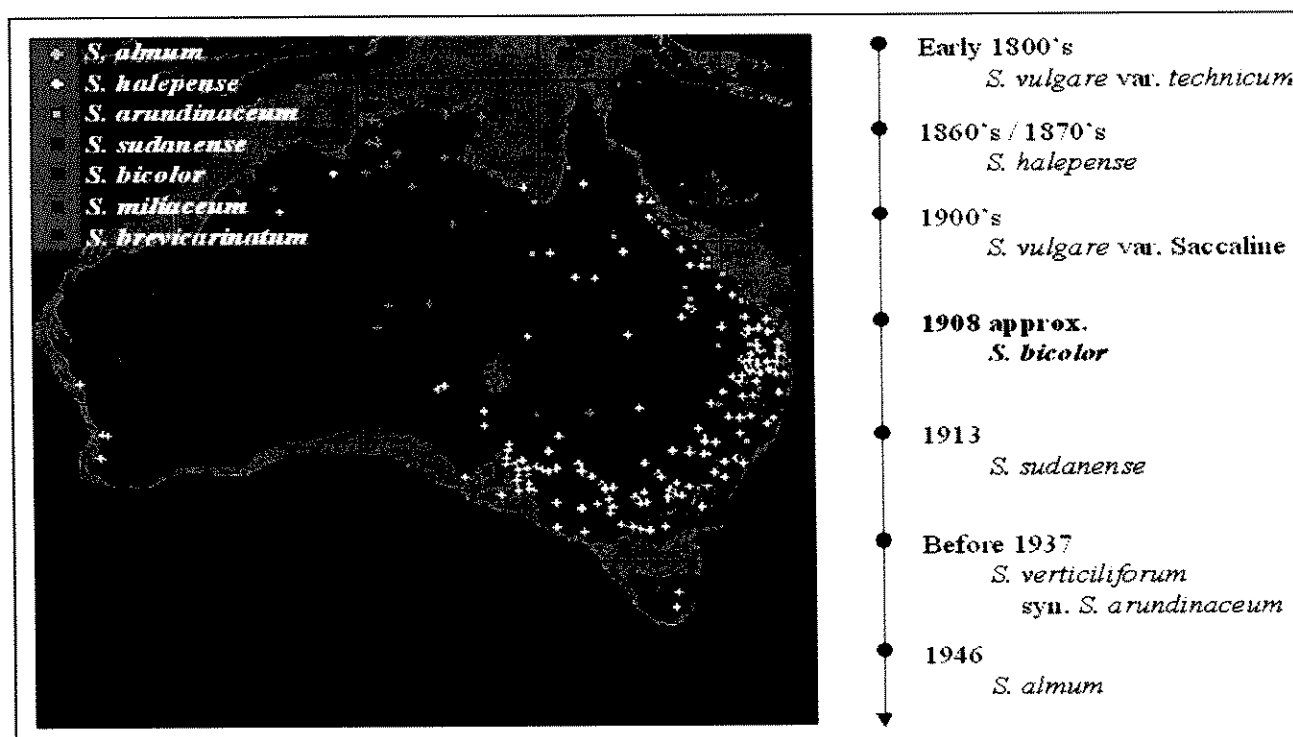 S. almum
S. halepense
S. arundinaceum
S. sudanense
S. bicolor
S. miliaceum
S. brevicarinatum
Early 1800`s
S. vulgare var. technicum
1860`s / 1870`s
S. halepense
1900`s
S. vulgare var. Saccaline
1908 approx.
S. bicolor
1913
S. sudanense
Before 1937
S. verticiliforum
syn. S. arundinaceum
1946
S. almum